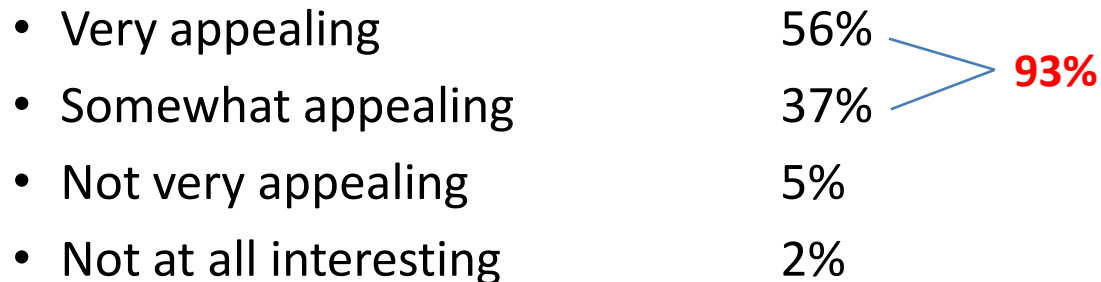 • Very appealing 56%
93%
• Somewhat appealing 37%
• Not very appealing 5%
• Not at all interesting 2%